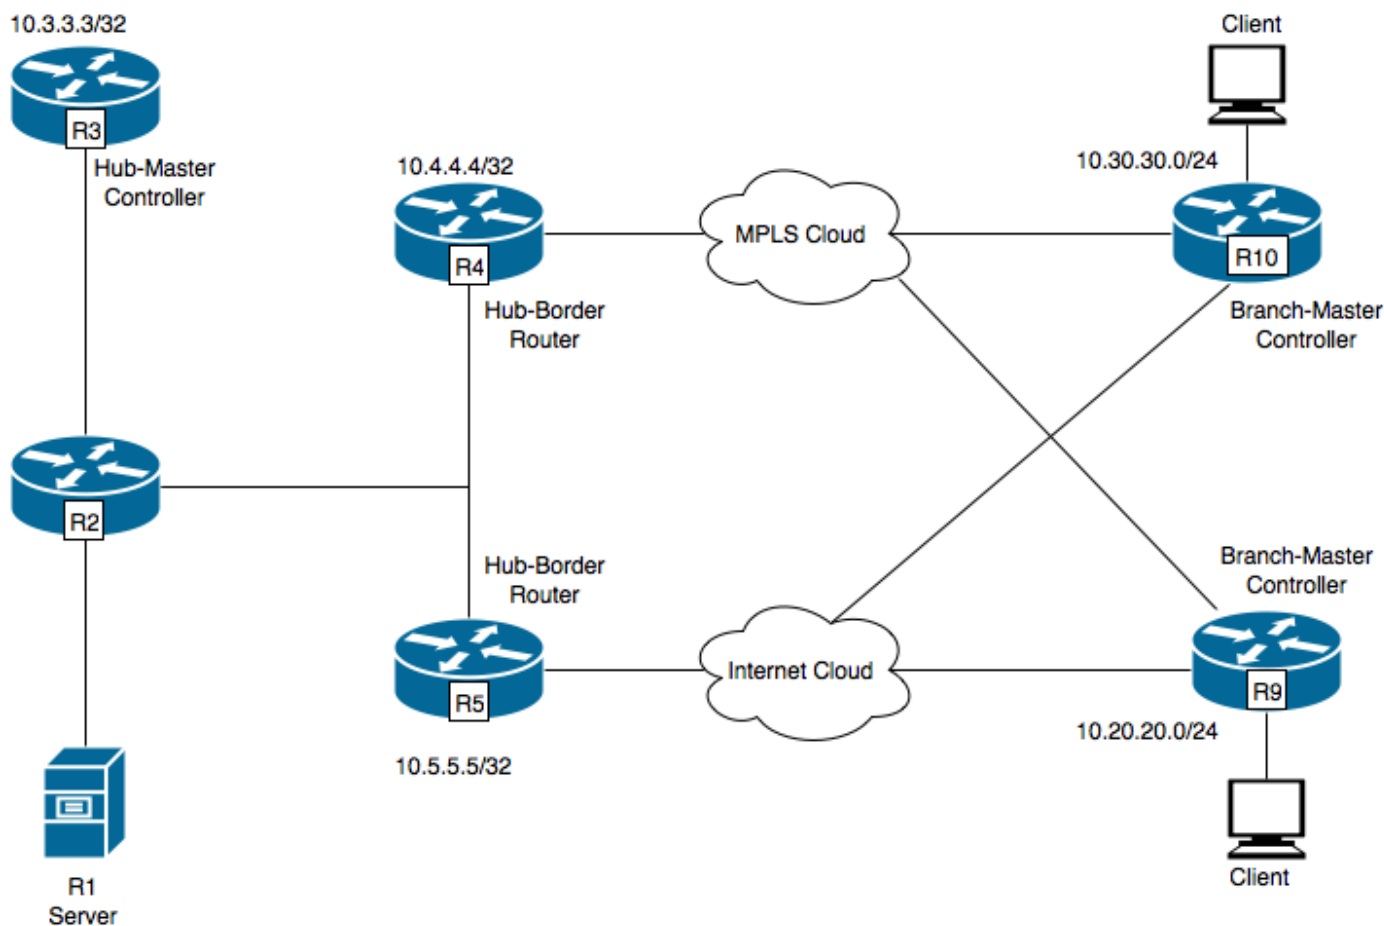 10.3.3.3/32
R3
Hub-Master
Controller
10.4.4.4/32
R4
Hub-Border
Router
MPLS Cloud
Client
10.30.30.0/24
R10
Branch-Master
Controller
R2
Hub-Border
Router
R5
10.5.5.5/32
Internet Cloud
Branch-Master
Controller
R9
10.20.20.0/24
Client
R1
Server